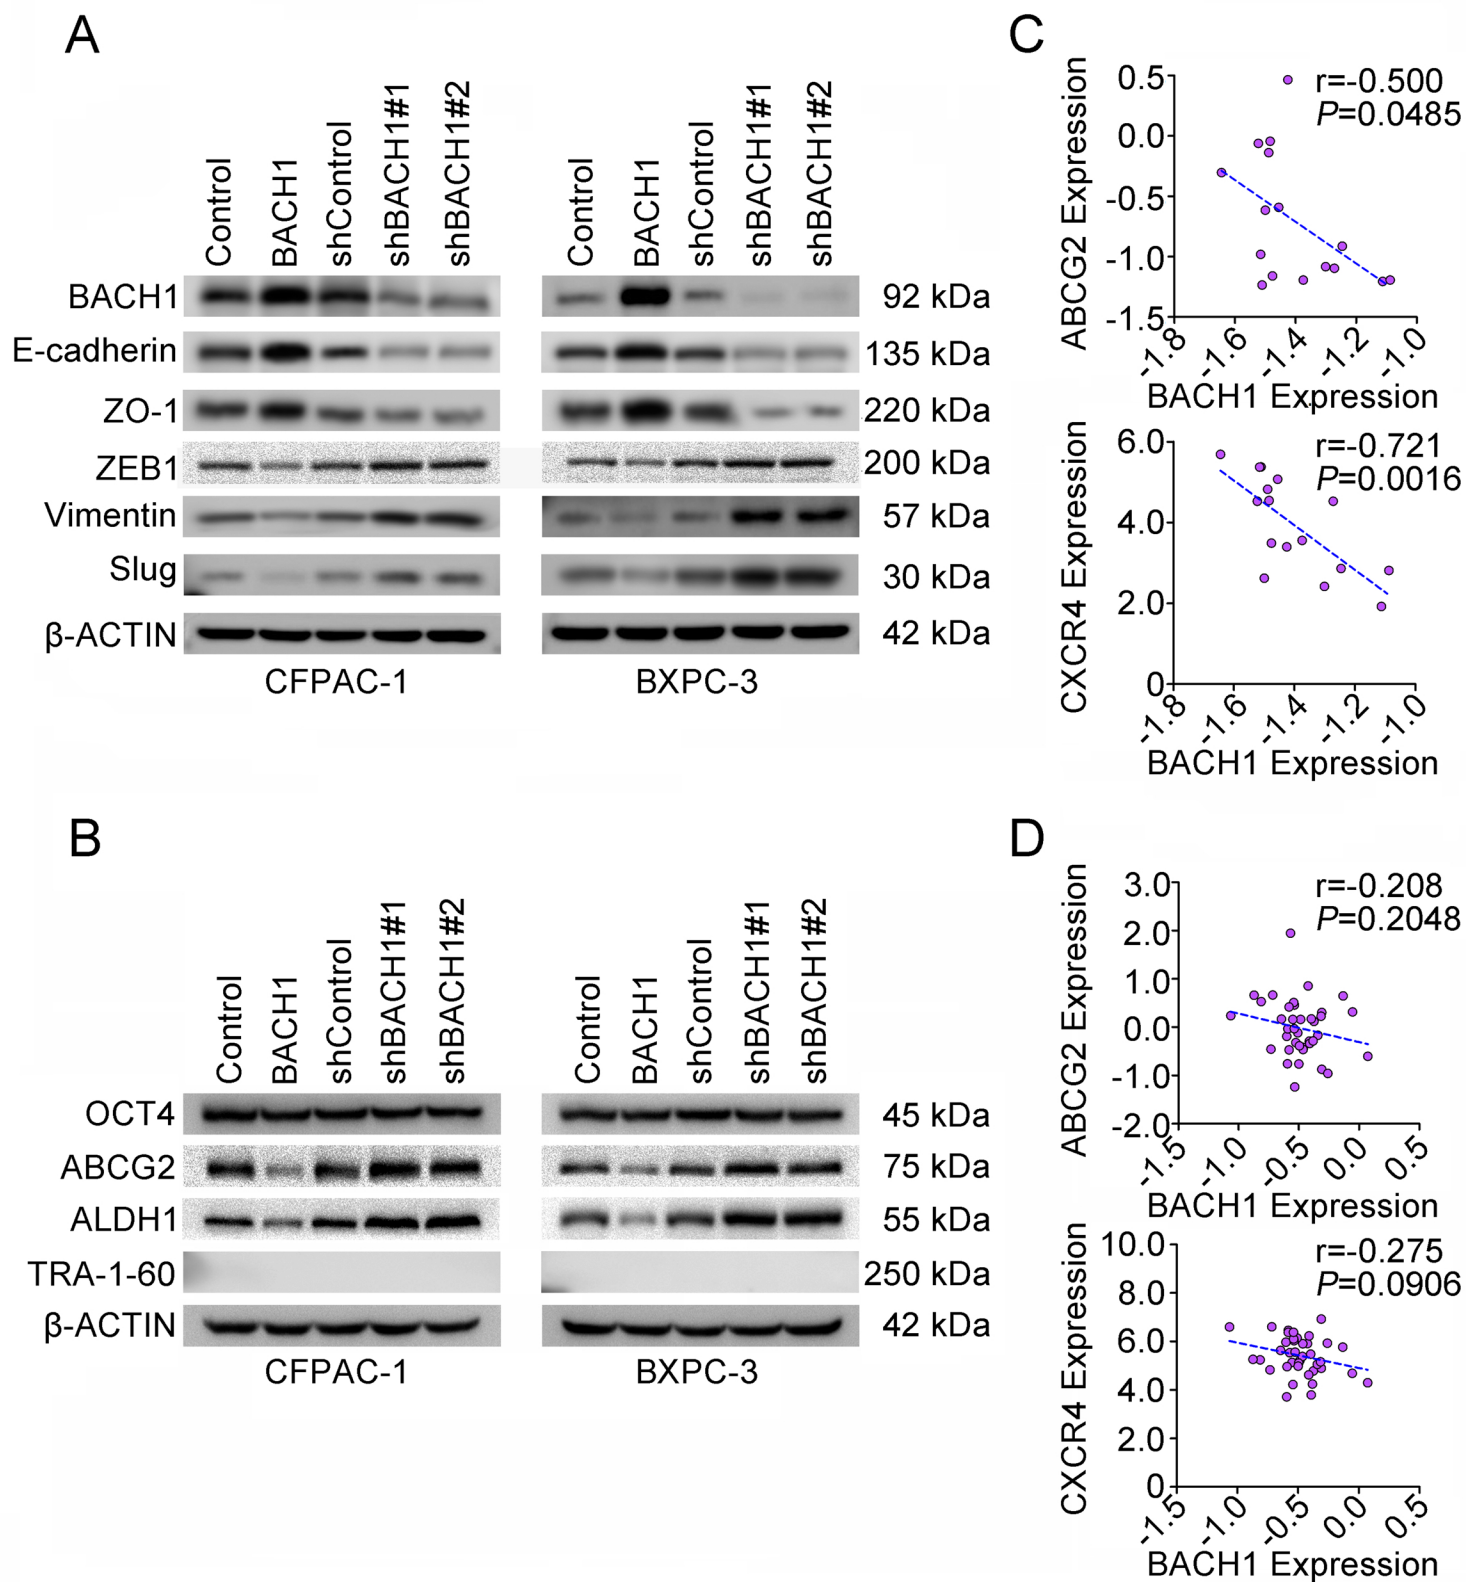 A
Control
BACH1
shControl
shBACH1#1
shBACH1#2
Control
BACH1
shControl
shBACH1#1
shBACH1#2
BACH1
92 kDa
E-cadherin
135 kDa
ZO-1
220 kDa
ZEB1
200 kDa
Vimentin
57 kDa
Slug
30 kDa
β-ACTIN
42 kDa
CFPAC-1
BXPC-3
B
Control
BACH1
shControl
shBACH1#1
shBACH1#2
Control
BACH1
shControl
shBACH1#1
shBACH1#2
OCT4
45 kDa
ABCG2
75 kDa
ALDH1
55 kDa
TRA-1-60
250 kDa
β-ACTIN
42 kDa
CFPAC-1
BXPC-3
C
ABCG2 Expression
0.5
0.0
-0.5
-1.0
-1.5
r=-0.500
P=0.0485
-1.8
-1.6
-1.4
-1.2
-1.0
BACH1 Expression
CXCR4 Expression
6.0
4.0
2.0
0
r=-0.721
P=0.0016
-1.8
-1.6
-1.4
-1.2
-1.0
BACH1 Expression
D
ABCG2 Expression
3.0
2.0
1.0
0.0
-1.0
-2.0
r=-0.208
P=0.2048
-1.5
-1.0
-0.5
0.0
0.5
BACH1 Expression
CXCR4 Expression
10.0
8.0
6.0
4.0
2.0
0
r=-0.275
P=0.0906
-1.5
-1.0
-0.5
0.0
0.5
BACH1 Expression